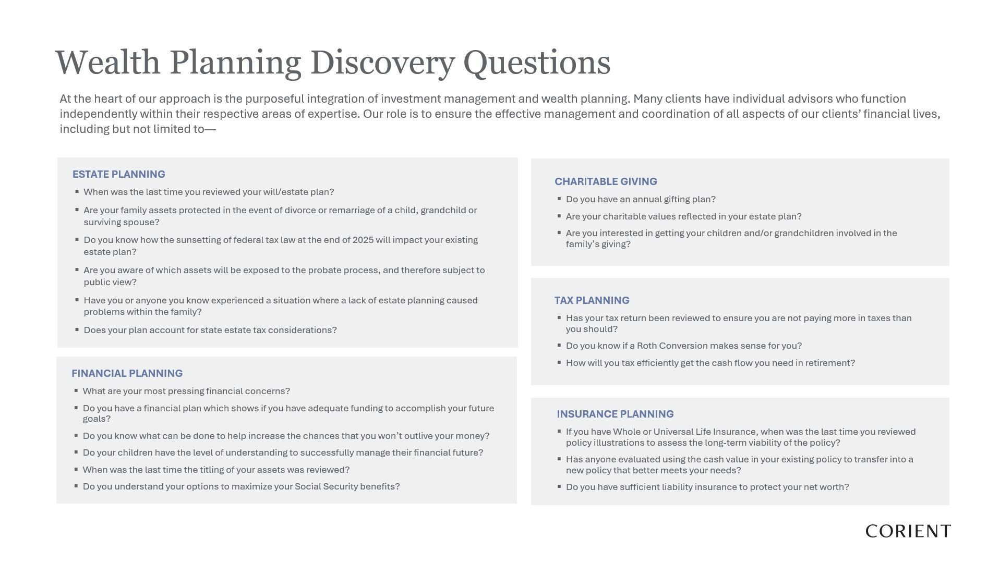 Wealth Planning Discovery Questions
At the heart of our approach is the purposeful integration of investment management and wealth planning. Many clients have individual advisors who function
independently within their respective areas of expertise. Our role is to ensure the effective management and coordination of all aspects of our clients’ financial lives,
including but not limited to—
ESTATE PLANNING
▪ When was the last time you reviewed your will/estate plan?
▪ Are your family assets protected in the event of divorce or remarriage of a child, grandchild or
surviving spouse?
▪ Do you know how the sunsetting of federal tax law at the end of 2025 will impact your existing
estate plan?
▪ Are you aware of which assets will be exposed to the probate process, and therefore subject to
public view?
▪ Have you or anyone you know experienced a situation where a lack of estate planning caused
problems within the family?
▪ Does your plan account for state estate tax considerations?
FINANCIAL PLANNING
▪ What are your most pressing financial concerns?
▪ Do you have a financial plan which shows if you have adequate funding to accomplish your future
goals?
▪ Do you know what can be done to help increase the chances that you won’t outlive your money?
▪ Do your children have the level of understanding to successfully manage their financial future?
▪ When was the last time the titling of your assets was reviewed?
▪ Do you understand your options to maximize your Social Security benefits?
CHARITABLE GIVING
▪ Do you have an annual gifting plan?
▪ Are your charitable values reflected in your estate plan?
▪ Are you interested in getting your children and/or grandchildren involved in the
family’s giving?
TAX PLANNING
▪ Has your tax return been reviewed to ensure you are not paying more in taxes than
you should?
▪ Do you know if a Roth Conversion makes sense for you?
▪ How will you tax efficiently get the cash flow you need in retirement?
INSURANCE PLANNING
▪ If you have Whole or Universal Life Insurance, when was the last time you reviewed
policy illustrations to assess the long-term viability of the policy?
▪ Has anyone evaluated using the cash value in your existing policy to transfer into a
new policy that better meets your needs?
▪ Do you have sufficient liability insurance to protect your net worth?
CORIENT